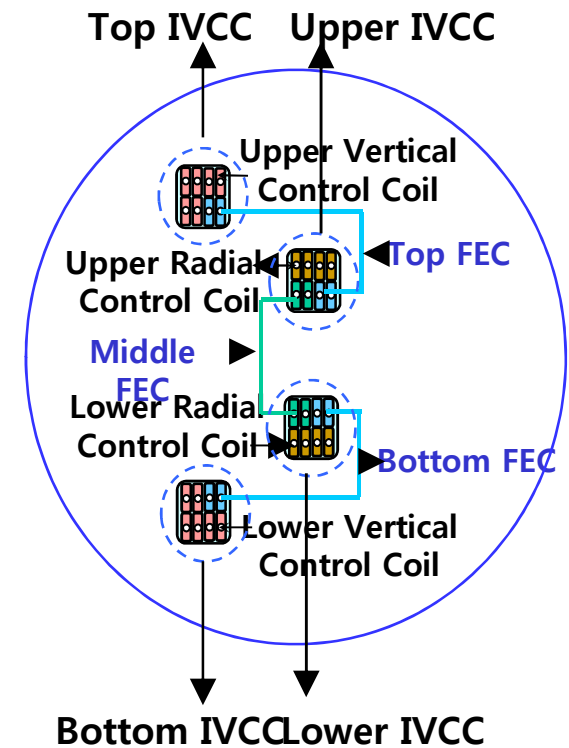 Top IVCC
Upper IVCC
Upper Vertical
Control Coil
Top FEC
Upper Radial
Control Coil
Middle
FEC
Lower Radial
Control Coil
Bottom FEC
Lower Vertical
Control Coil
Bottom IVCC
Lower IVCC